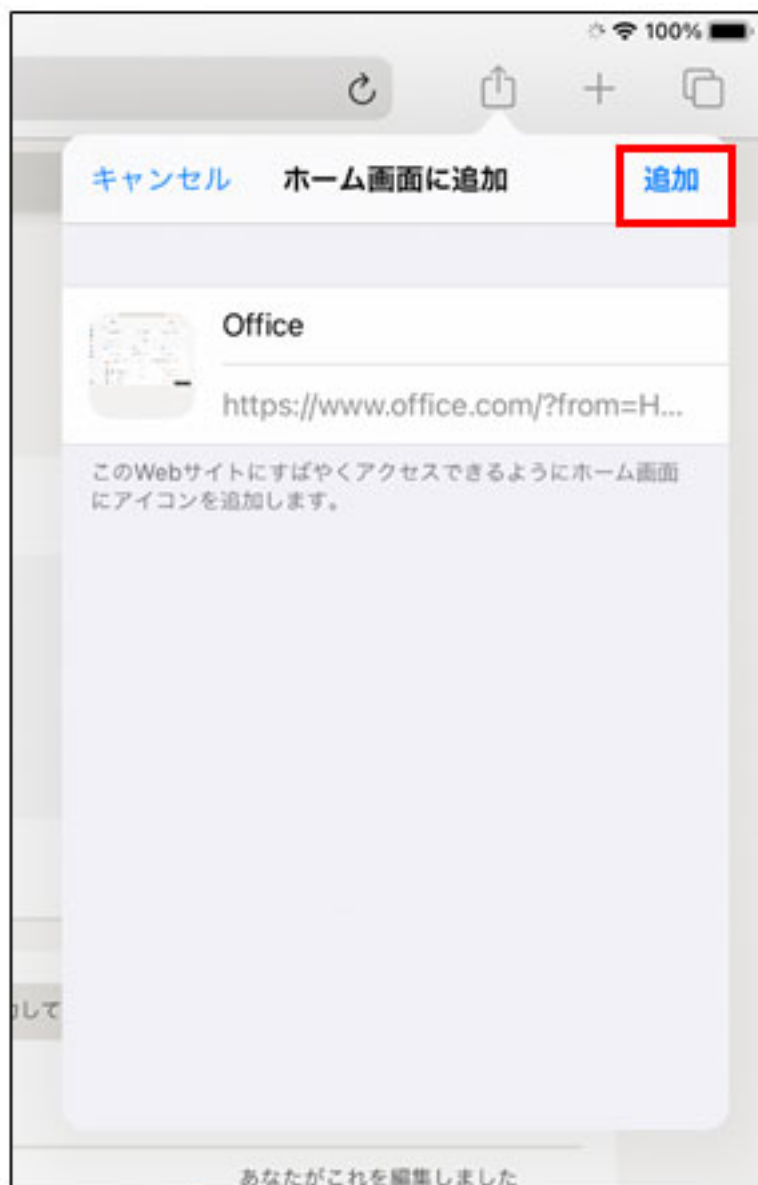 100%
キャンセル ホーム画面に追加 追加
Office
https://www.office.com/?from=H...
このWebサイトにすばやくアクセスできるようにホーム画面
にアイコンを追加します。
して
あなたがこれを編集しました